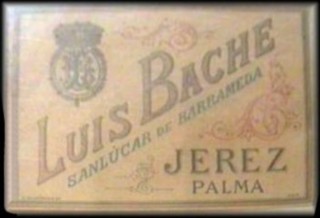 LUIS BACHE
SANLÚCAR DE BARRAMEDA
JEREZ
PALMA